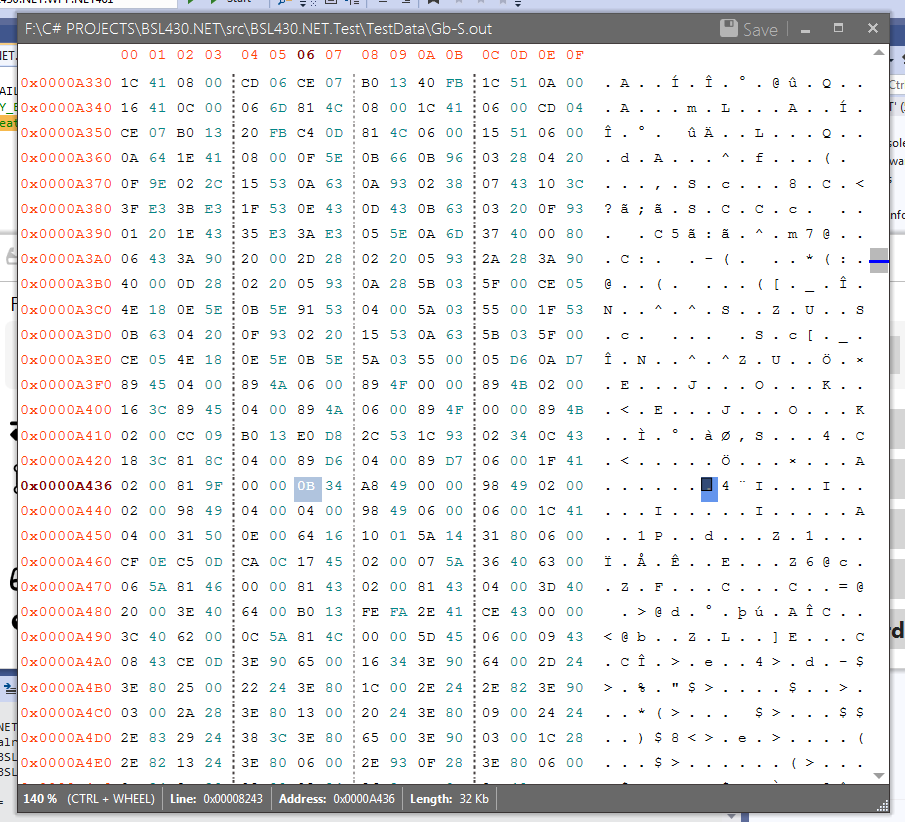 F:\C# PROJECTS\BSL430.NET\src\BSL430.NET.Test\TestData\Gb-S.out
Save
00 01 02 03 04 05 06 07 08 09 0A 0B 0C 0D 0E 0F
0x0000A330 1C 41 08 00 CD 06 CE 07 B0 13 40 FB 1C 51 0A 00 . A . . Í . Î . ° . @ û . Q . .
0x0000A340 16 41 0C 00 06 6D 81 4C 08 00 1C 41 06 00 CD 04 . A . . . m . L . . . A . . Í .
0x0000A350 CE 07 B0 13 20 FB C4 0D 81 4C 06 00 15 51 06 00 Î . ° .   û Ä . . L . . . Q . .
0x0000A360 0A 64 1E 41 08 00 0F 5E 0B 66 0B 96 03 28 04 20 . d . A . . . ^ . f . . . ( .
0x0000A370 0F 9E 02 2C 15 53 0A 63 0A 93 02 38 07 43 10 3C . . . , . S . c . . . 8 . C . <
0x0000A380 3F E3 3B E3 1F 53 0E 43 0D 43 0B 63 03 20 0F 93 ? ã ; ã . S . C . C . c .   . .
0x0000A390 01 20 1E 43 35 E3 3A E3 05 5E 0A 6D 37 40 00 80 .   . C 5 ã : ã . ^ . m 7 @ . .
0x0000A3A0 06 43 3A 90 20 00 2D 28 02 20 05 93 2A 28 3A 90 . C : .   . - ( .   . . * ( : .
0x0000A3B0 40 00 0D 28 02 20 05 93 0A 28 5B 03 5F 00 CE 05 @ . . ( .   . . . ( [ . _ . Î .
0x0000A3C0 4E 18 0E 5E 0B 5E 91 53 04 00 5A 03 55 00 1F 53 N . . ^ . ^ . S . . Z . U . . S
0x0000A3D0 0B 63 04 20 0F 93 02 20 15 53 0A 63 5B 03 5F 00 . c .   . . .   . S . c [ . _ .
0x0000A3E0 CE 05 4E 18 0E 5E 0B 5E 5A 03 55 00 05 D6 0A D7 Î . N . . ^ . ^ Z . U . . Ö . ×
0x0000A3F0 89 45 04 00 89 4A 06 00 89 4F 00 00 89 4B 02 00 . E . . . J . . . O . . . K . .
0x0000A400 16 3C 89 45 04 00 89 4A 06 00 89 4F 00 00 89 4B . < . E . . . J . . . O . . . K
0x0000A410 02 00 CC 09 B0 13 E0 D8 2C 53 1C 93 02 34 0C 43 . . Ì . ° . à Ø , S . . . 4 . C
0x0000A420 18 3C 81 8C 04 00 89 D6 04 00 89 D7 06 00 1F 41 . < . . . . . Ö . . . × . . . A
0x0000A436 02 00 81 9F 00 00 0B 34 A8 49 00 00 98 49 02 00 . . . . . . . 4 ¨ I . . . I . .
0x0000A440 02 00 98 49 04 00 04 00 98 49 06 00 06 00 1C 41 . . . I . . . . . I . . . . . A
0x0000A450 04 00 31 50 0E 00 64 16 10 01 5A 14 31 80 06 00 . . 1 P . . d . . . Z . 1 . . .
0x0000A460 CF 0E C5 0D CA 0C 17 45 02 00 07 5A 36 40 63 00 Ï . Å . Ê . . E . . . Z 6 @ c .
0x0000A470 06 5A 81 46 00 00 81 43 02 00 81 43 04 00 3D 40 . Z . F . . . C . . . C . . = @
0x0000A480 20 00 3E 40 64 00 B0 13 FE FA 2E 41 CE 43 00 00   . > @ d . ° . þ ú . A Î C . .
0x0000A490 3C 40 62 00 0C 5A 81 4C 00 00 5D 45 06 00 09 43 < @ b . . Z . L . . ] E . . . C
0x0000A4A0 08 43 CE 0D 3E 90 65 00 16 34 3E 90 64 00 2D 24 . C Î . > . e . . 4 > . d . - $
0x0000A4B0 3E 80 25 00 22 24 3E 80 1C 00 2E 24 2E 82 3E 90 > . % . " $ > . . . . $ . . > .
0x0000A4C0 03 00 2A 28 3E 80 13 00 20 24 3E 80 09 00 24 24 . . * ( > . . .   $ > . . . $ $
0x0000A4D0 2E 83 29 24 38 3C 3E 80 65 00 3E 90 03 00 1C 28 . . ) $ 8 < > . e . > . . . . (
0x0000A4E0 2E 82 13 24 3E 80 06 00 2E 93 0F 28 3E 80 06 00 . . . $ > . . . . . . ( > . . .
140 % (CTRL + WHEEL) Line: 0x00008243 Address: 0x0000A436 Length: 32 Kb